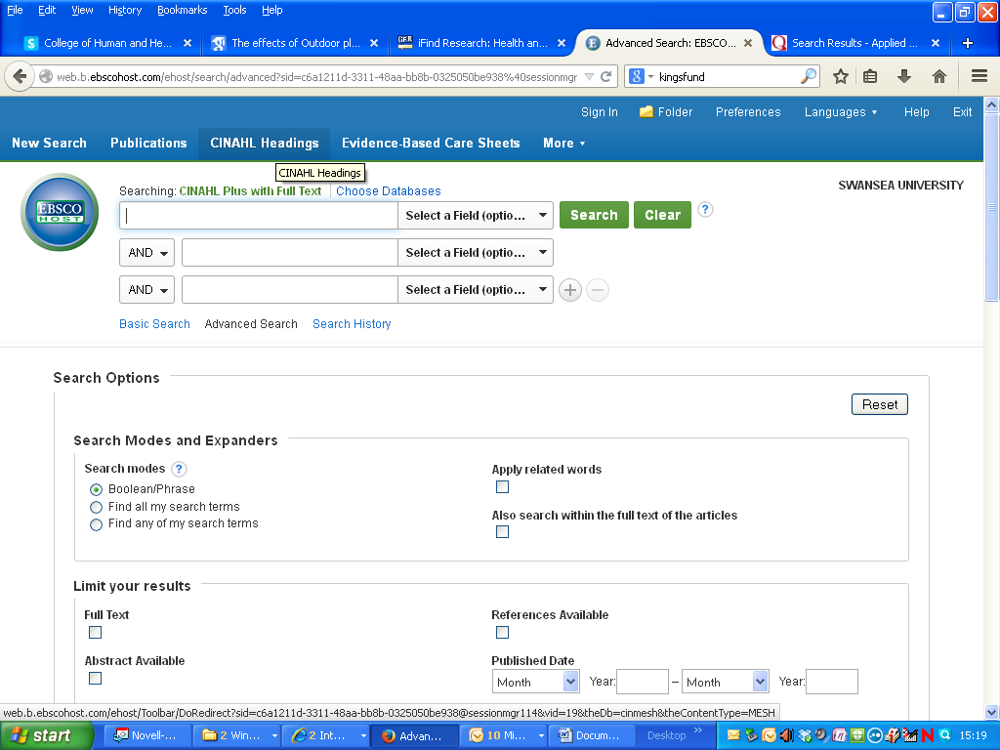 File Edit View History Bookmarks Tools Help
College of Human and He... The effects of Outdoor pl... iFind Research: Health an... Advanced Search: EBSCO... Search Results - Applied ...
web.b.ebscohost.com/ehost/search/advanced?sid=c6a1211d-3311-48aa-bb8b-0325050be938%40sessionmgr kingsfund
Sign In Folder Preferences Languages Help Exit
New Search Publications CINAHL Headings Evidence-Based Care Sheets More
CINAHL Headings
Searching: CINAHL Plus with Full Text Choose Databases
SWANSEA UNIVERSITY
EBSCO HOST
Select a Field (optio... Search Clear ?
AND Select a Field (optio...
AND Select a Field (optio...
Basic Search Advanced Search Search History
Search Options
Reset
Search Modes and Expanders
Search modes ?
Boolean/Phrase
Find all my search terms
Find any of my search terms
Apply related words
Also search within the full text of the articles
Limit your results
Full Text
References Available
Abstract Available
Published Date
Month Year: – Month Year:
web.b.ebscohost.com/ehost/Toolbar/DoRedirect?sid=c6a1211d-3311-48aa-bb8b-0325050be938@sessionmgr114&vid=19&theDb=cinmesh&theContentType=MESH
start Novell-... 2 Win... 2 Int... Advan... 10 Mi... Docum... Desktop » 15:19